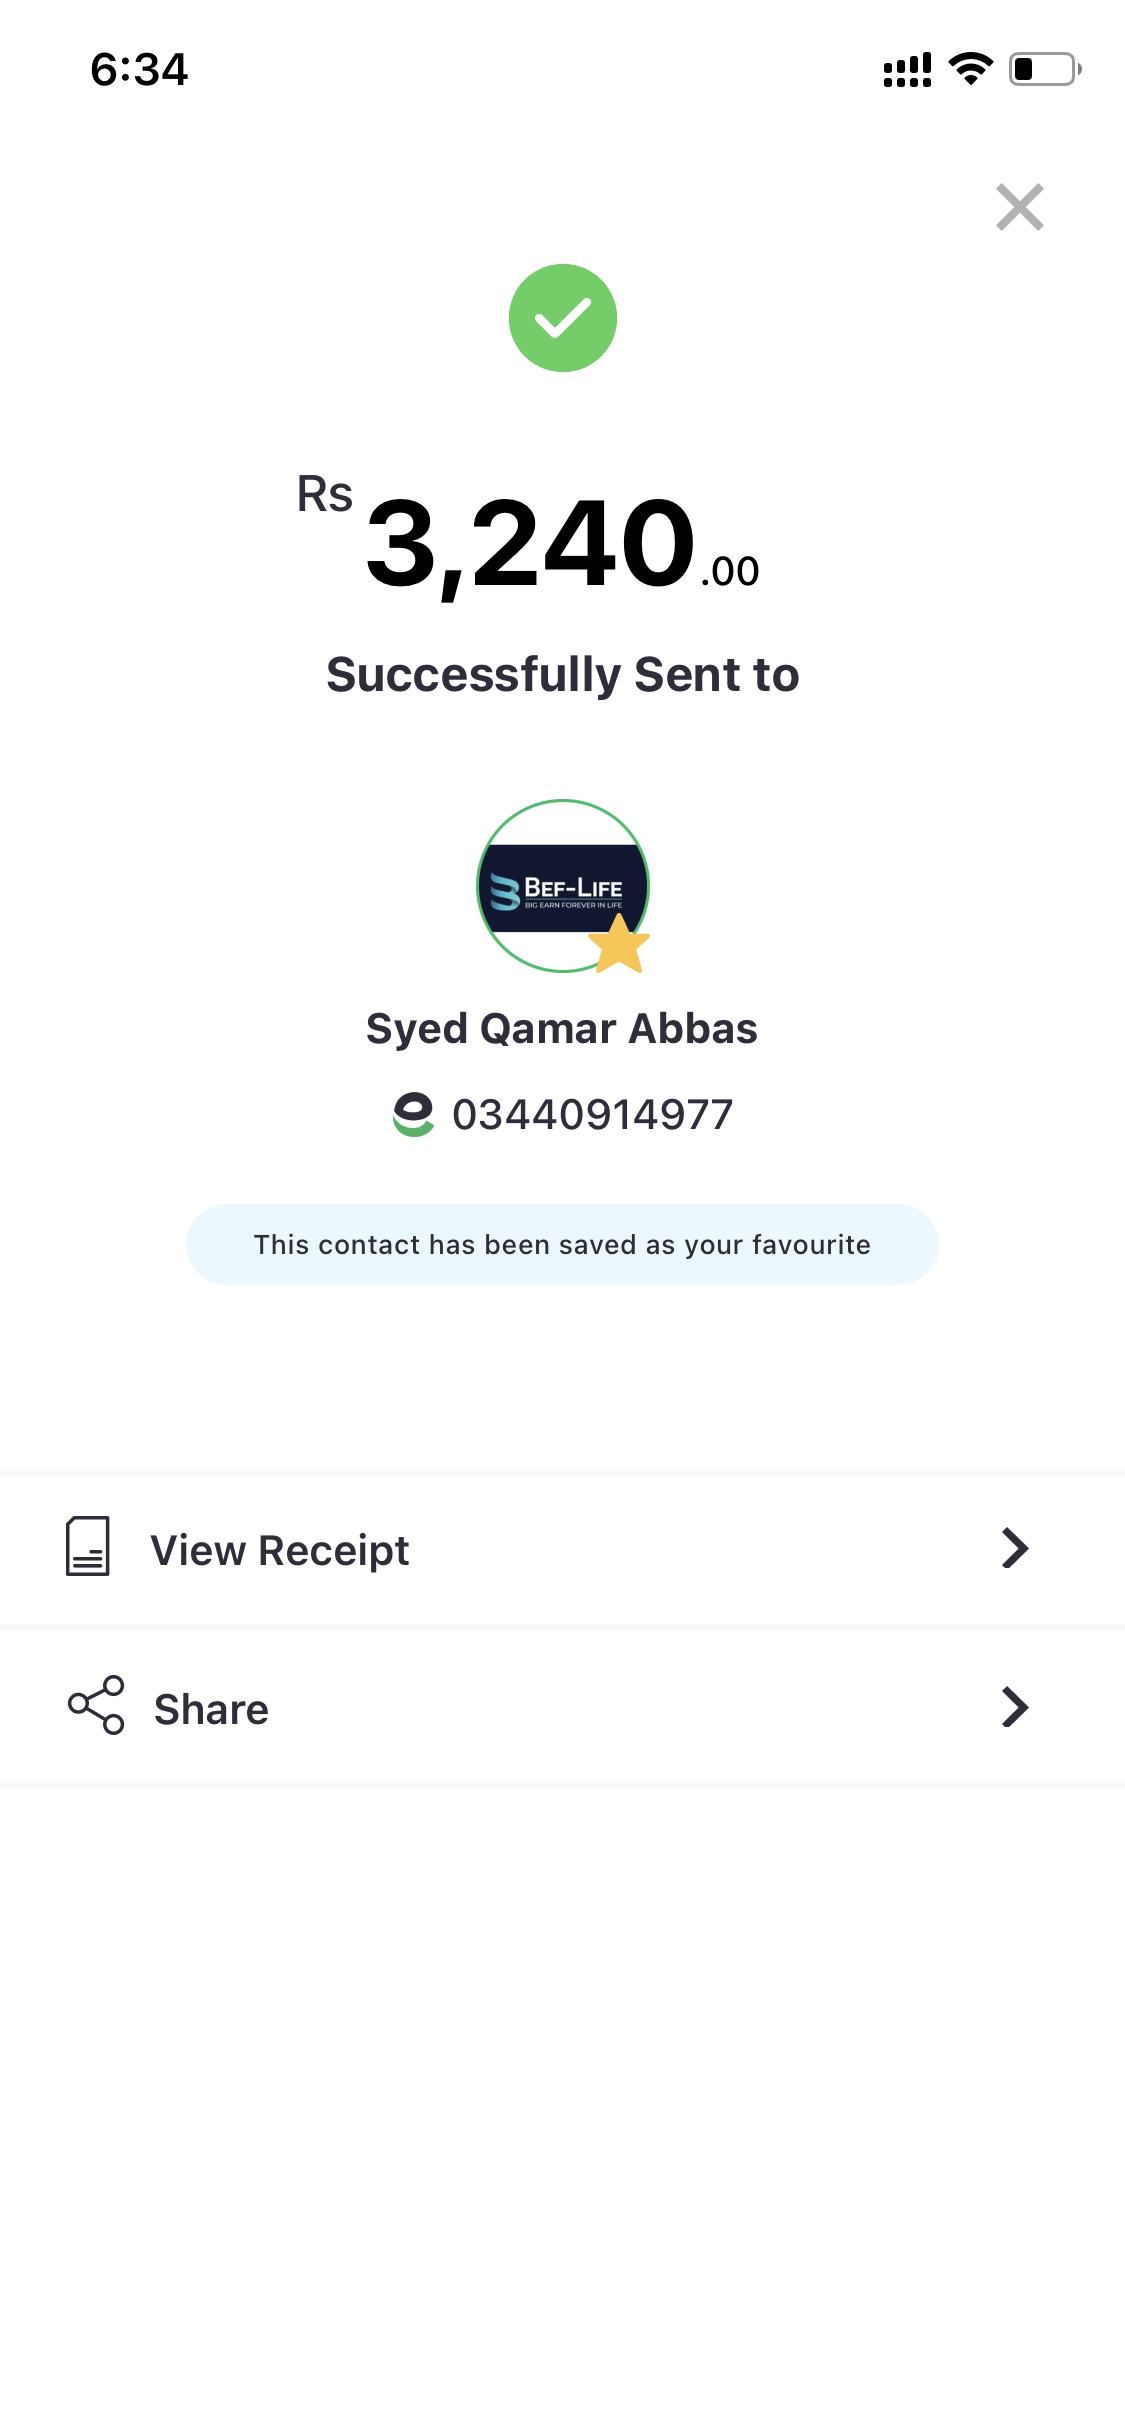 6:34
Rs 3,240.00
Successfully Sent to
BEF-LIFE
BIG EARN FOREVER IN LIFE
Syed Qamar Abbas
03440914977
This contact has been saved as your favourite
View Receipt
Share